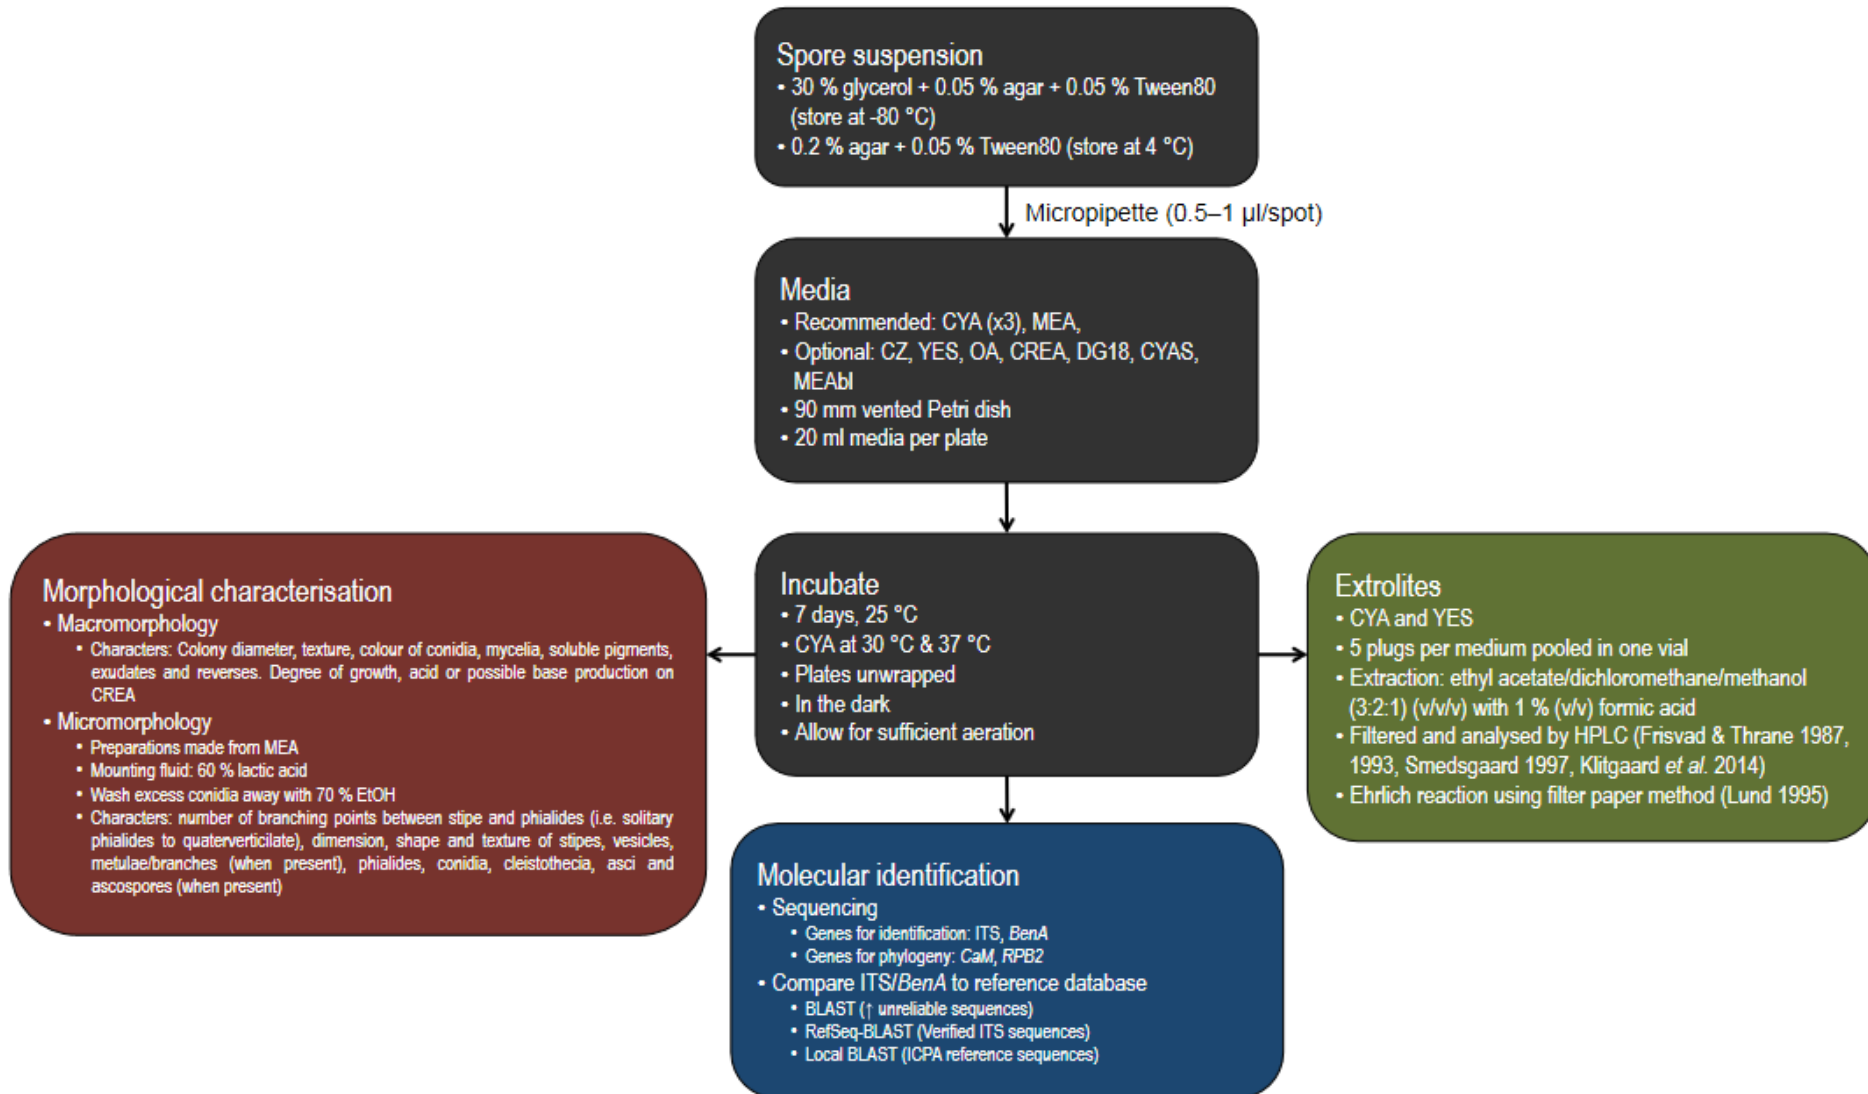 Spore suspension
• 30 % glycerol + 0.05 % agar + 0.05 % Tween80
(store at -80 °C)
• 0.2 % agar + 0.05 % Tween80 (store at 4 °C)
Micropipette (0.5–1 µl/spot)
Media
• Recommended: CYA (x3), MEA,
• Optional: CZ, YES, OA, CREA, DG18, CYAS,
MEAbl
• 90 mm vented Petri dish
• 20 ml media per plate
Morphological characterisation
• Macromorphology
• Characters: Colony diameter, texture, colour of conidia, mycelia, soluble pigments,
exudates and reverses. Degree of growth, acid or possible base production on
CREA
• Micromorphology
• Preparations made from MEA
• Mounting fluid: 60 % lactic acid
• Wash excess conidia away with 70 % EtOH
• Characters: number of branching points between stipe and phialides (i.e. solitary
phialides to quaterverticilate), dimension, shape and texture of stipes, vesicles,
metulae/branches (when present), phialides, conidia, cleistothecia, asci and
ascospores (when present)
Incubate
• 7 days, 25 °C
• CYA at 30 °C & 37 °C
• Plates unwrapped
• In the dark
• Allow for sufficient aeration
Extrolites
• CYA and YES
• 5 plugs per medium pooled in one vial
• Extraction: ethyl acetate/dichloromethane/methanol
(3:2:1) (v/v/v) with 1 % (v/v) formic acid
• Filtered and analysed by HPLC (Frisvad & Thrane 1987,
1993, Smedsgaard 1997, Klitgaard et al. 2014)
• Ehrlich reaction using filter paper method (Lund 1995)
Molecular identification
• Sequencing
• Genes for identification: ITS, BenA
• Genes for phylogeny: CaM, RPB2
• Compare ITS/BenA to reference database
• BLAST (↑ unreliable sequences)
• RefSeq-BLAST (Verified ITS sequences)
• Local BLAST (ICPA reference sequences)